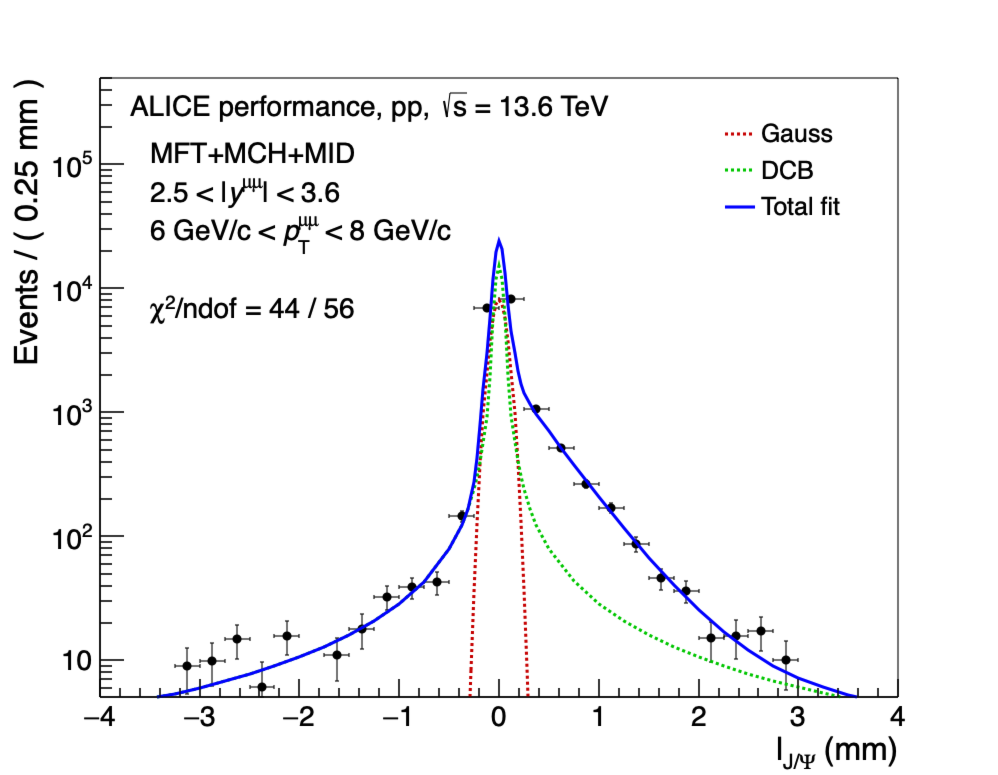 ALICE performance, pp, √s = 13.6 TeV
MFT+MCH+MID
2.5 < |y^μμ| < 3.6
6 GeV/c < p_T^μμ < 8 GeV/c
χ²/ndof = 44 / 56
Gauss
DCB
Total fit
Events / ( 0.25 mm )
10⁵
10⁴
10³
10²
10
−4 −3 −2 −1 0 1 2 3 4
l_J/Ψ (mm)